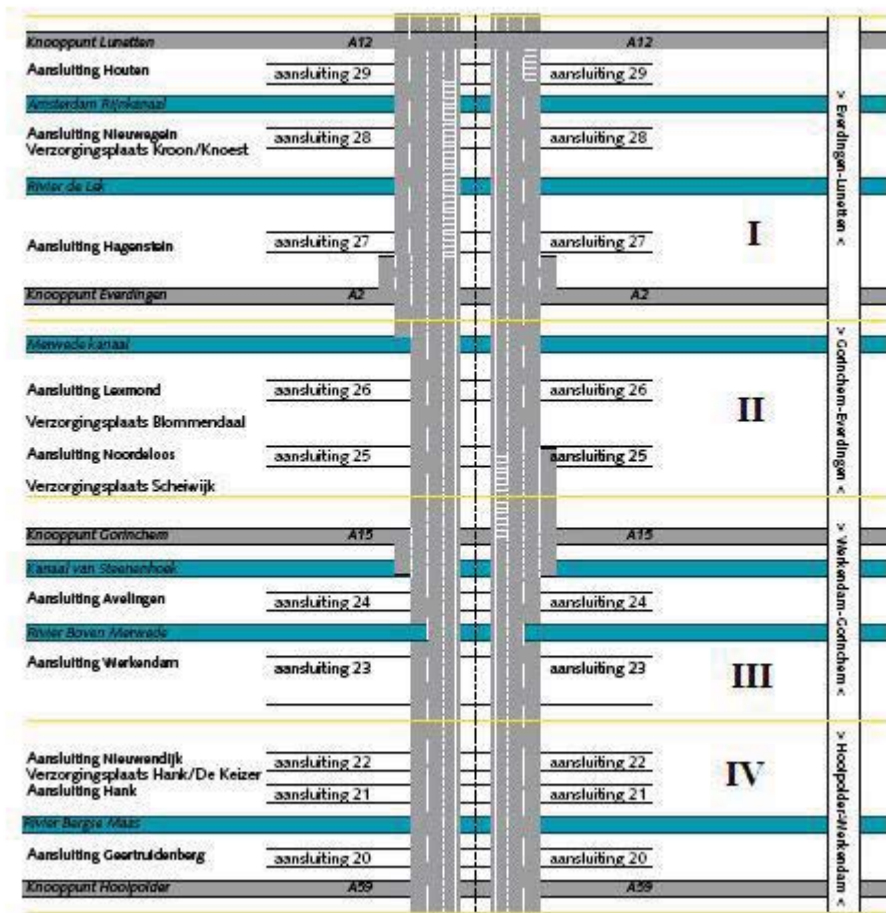 Knooppunt Lunetten A12 A12
Aansluiting Houten aansluiting 29 aansluiting 29
Amsterdam Rijnkanaal
Aansluiting Nieuwegein aansluiting 28 aansluiting 28
Verzorgingsplaats Kroon/Knoest
Rivier de Lek
Aansluiting Hagenstein aansluiting 27 aansluiting 27
I
Knooppunt Everdingen A2 A2
> Everdingen-Lunetten <
Merwede kanaal
Aansluiting Lexmond aansluiting 26 aansluiting 26
II
Verzorgingsplaats Blommendaal
Aansluiting Noordeloos aansluiting 25 aansluiting 25
Verzorgingsplaats Scheiwijk
> Gorinchem-Everdingen <
Knooppunt Gorinchem A15 A15
Kanaal van Steenenhoek
Aansluiting Avelingen aansluiting 24 aansluiting 24
Rivier Boven Merwede
Aansluiting Werkendam aansluiting 23 aansluiting 23
III
> Werkendam-Gorinchem <
Aansluiting Nieuwendijk aansluiting 22 aansluiting 22
Verzorgingsplaats Hank/De Keizer
IV
Aansluiting Hank aansluiting 21 aansluiting 21
Rivier Bergse Maas
Aansluiting Geertruidenberg aansluiting 20 aansluiting 20
Knooppunt Hooipolder A59 A59
> Hooipolder-Werkendam <